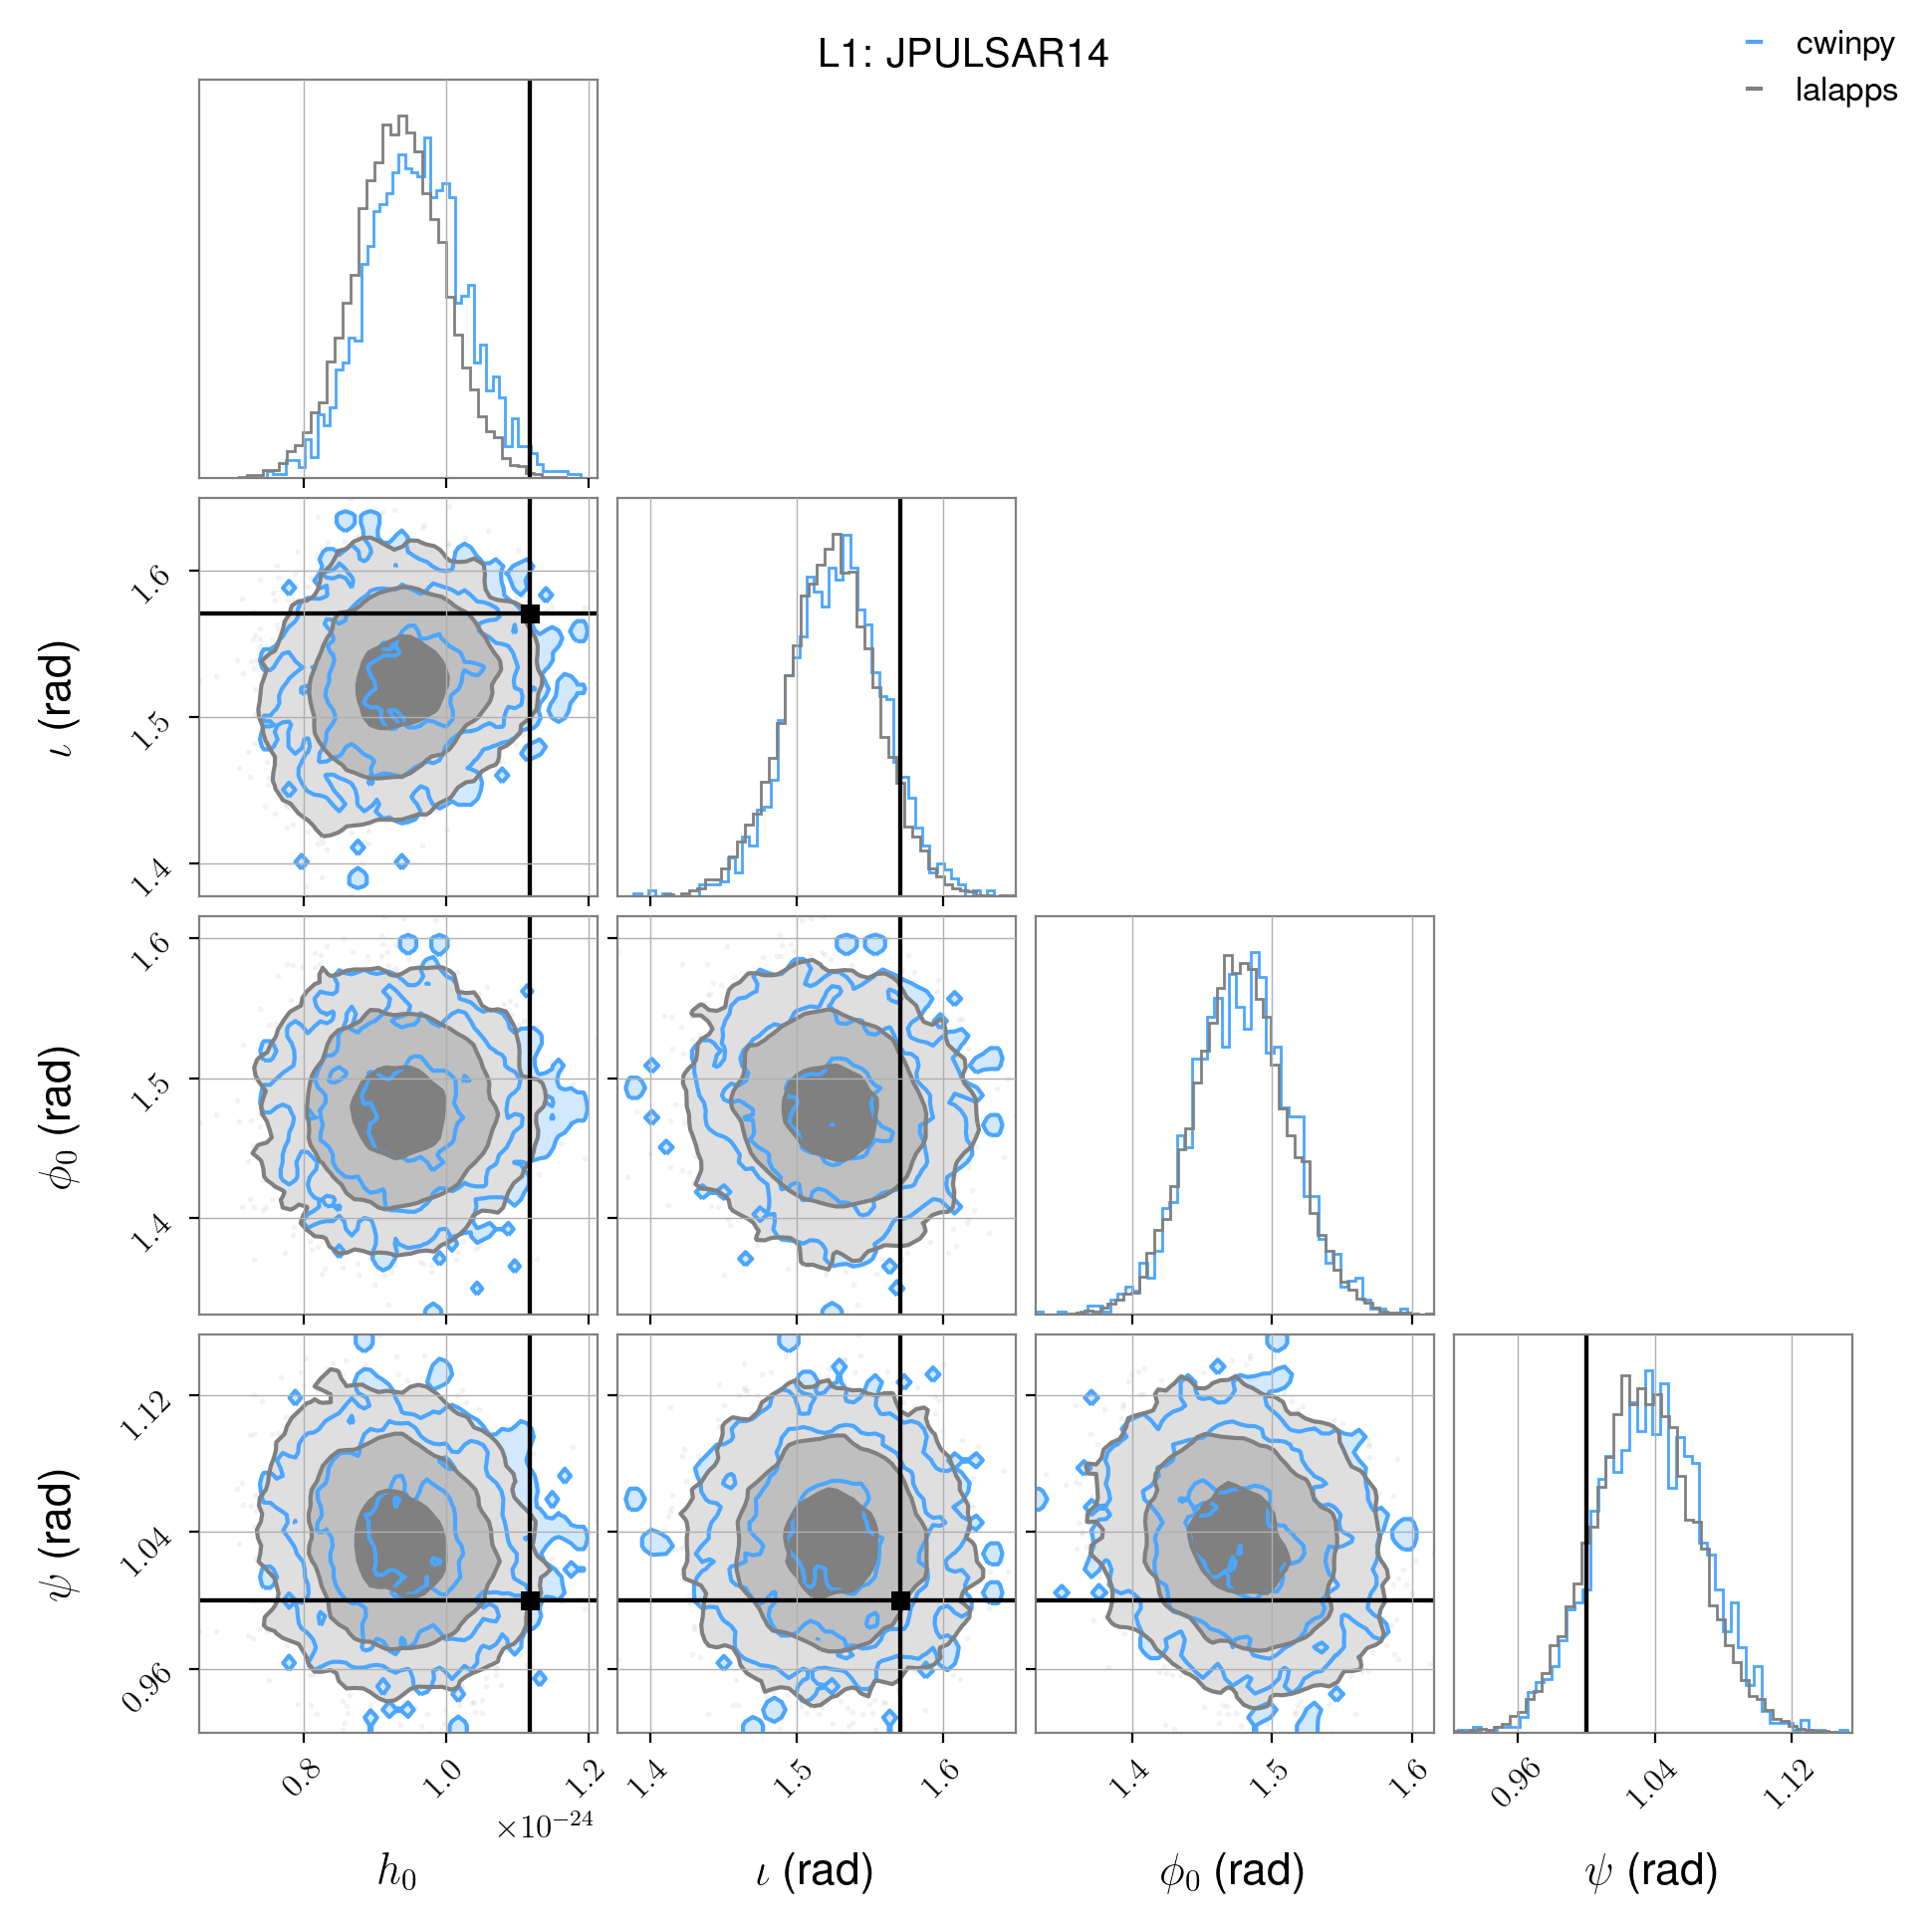 L1: JPULSAR14
cwinpy
lalapps
1.6
1.5
1.4
ι (rad)
1.6
1.5
1.4
ϕ₀ (rad)
1.12
1.04
0.96
ψ (rad)
0.8 1.0 1.2 1.4 1.5 1.6 1.4 1.5 1.6 0.96 1.04 1.12
×10⁻²⁴
h₀ ι (rad) ϕ₀ (rad) ψ (rad)